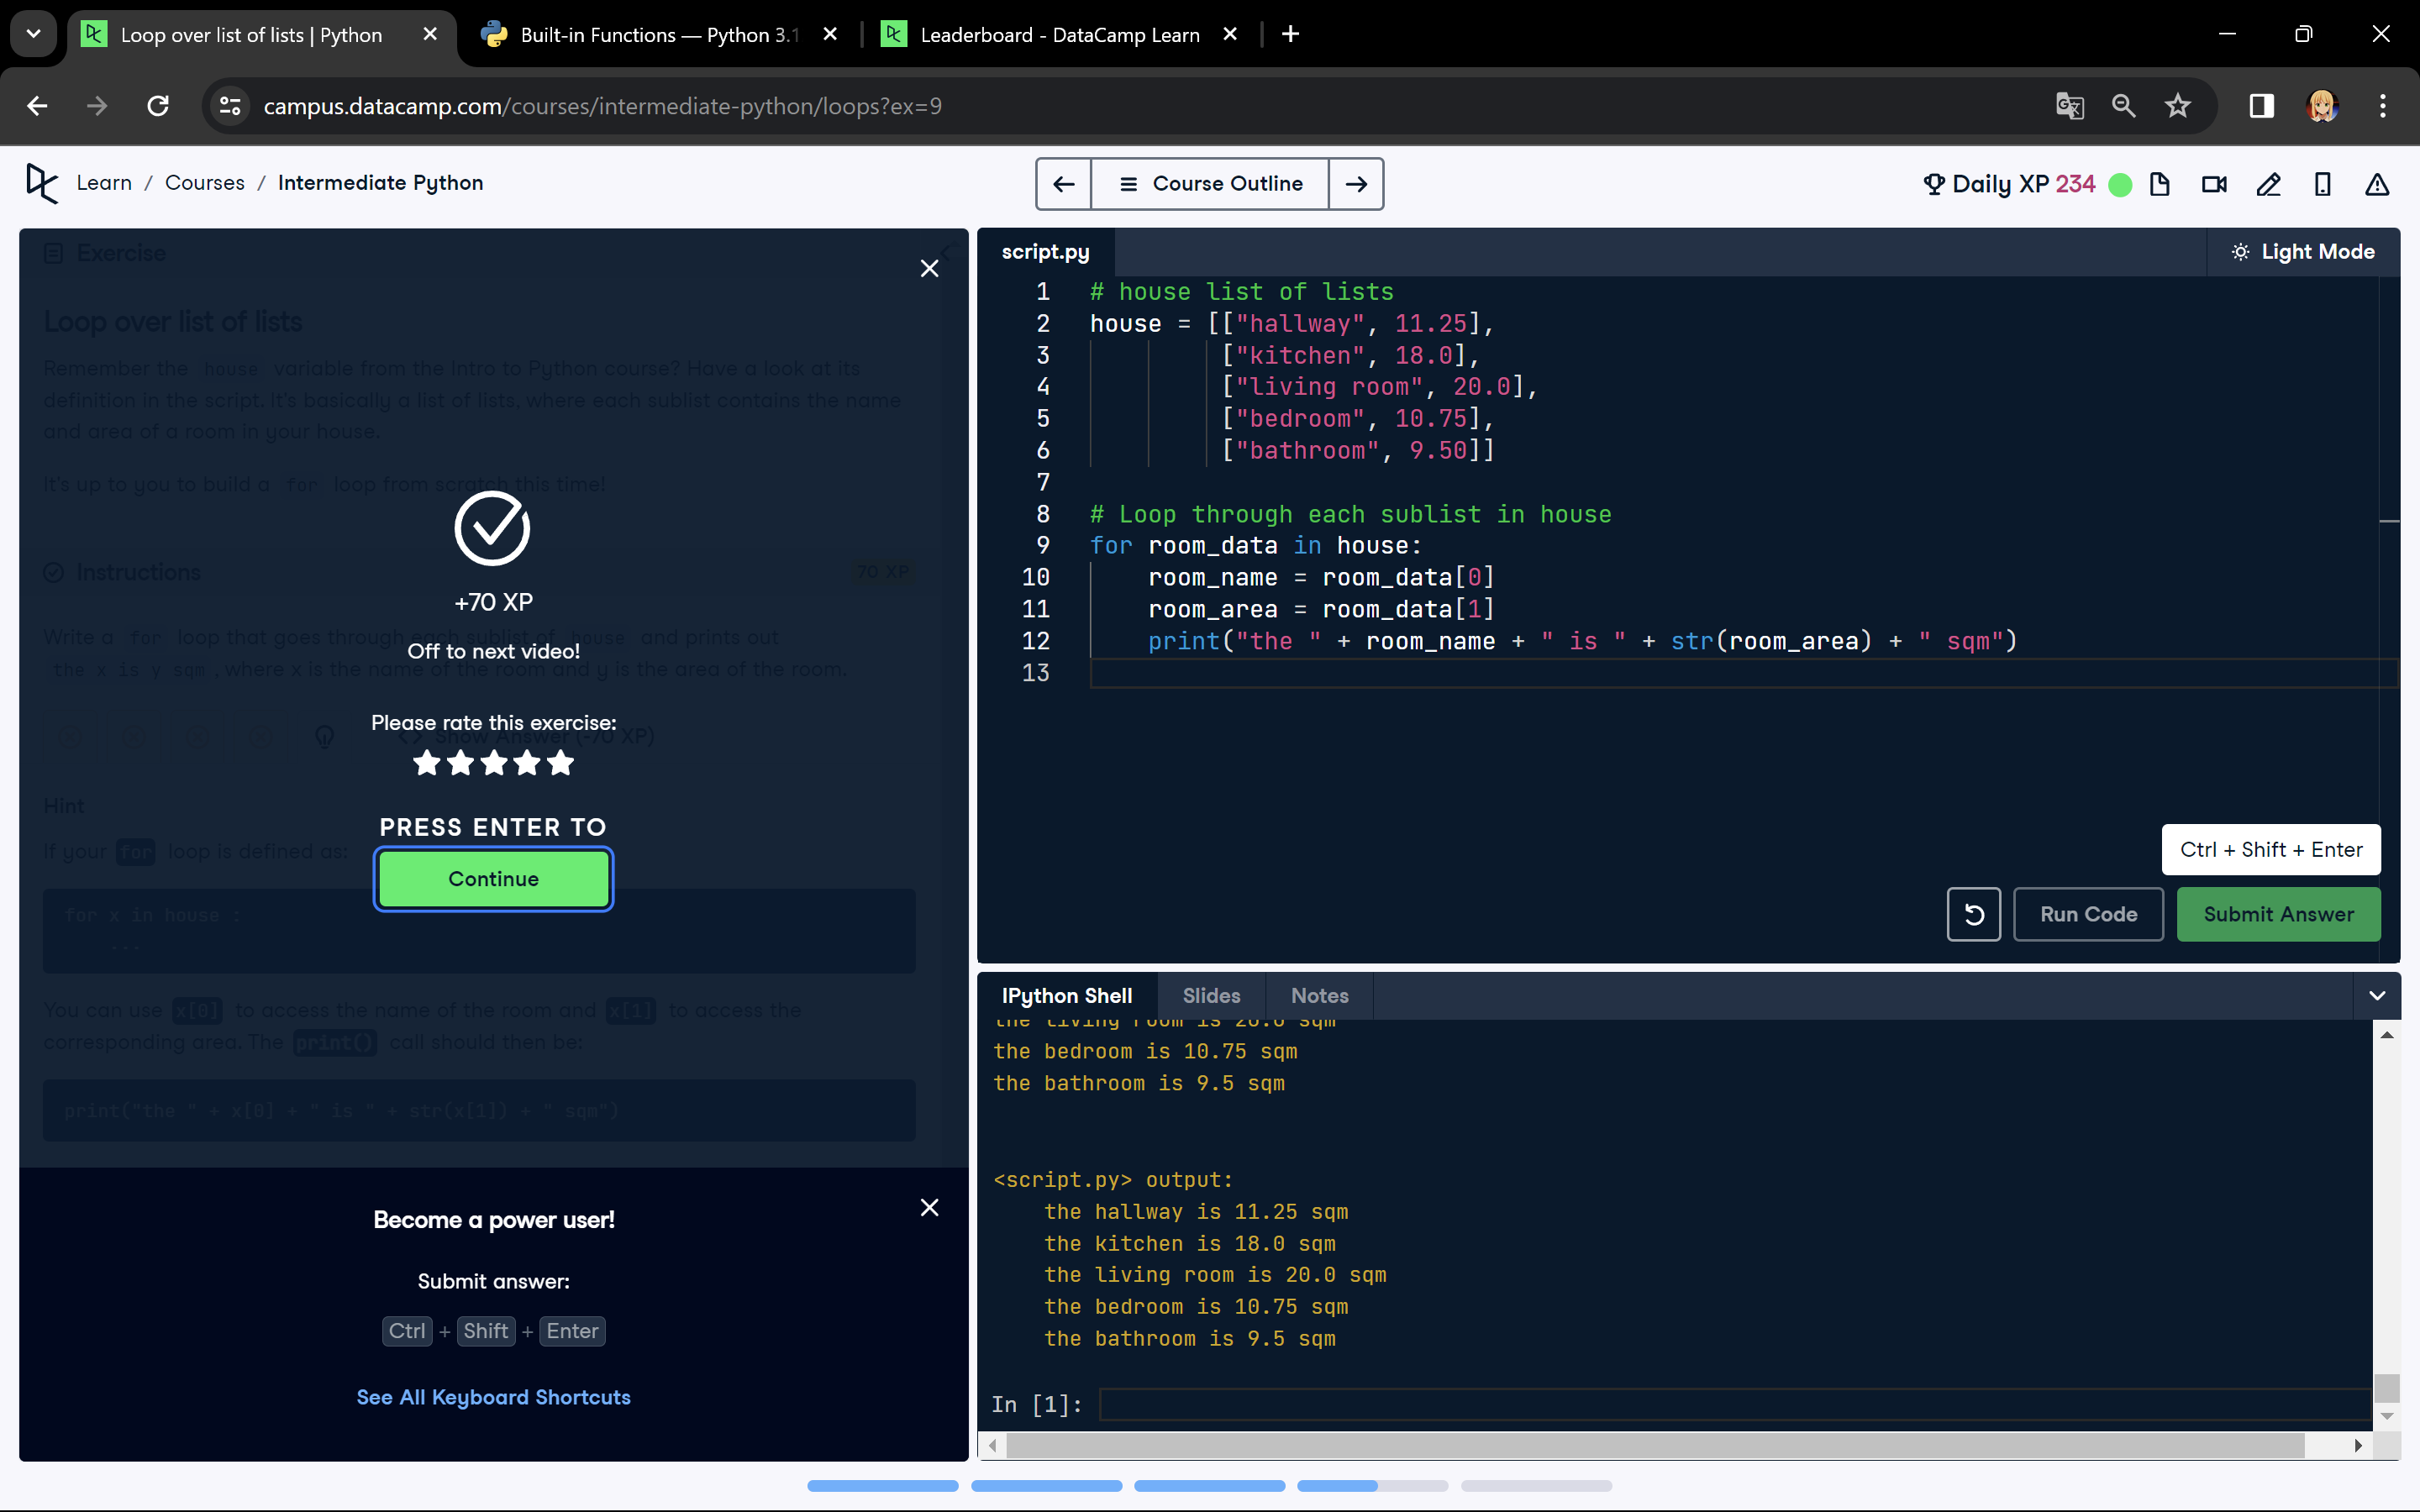 Loop over list of lists | Python
Built-in Functions — Python 3.1
Leaderboard - DataCamp Learn
campus.datacamp.com/courses/intermediate-python/loops?ex=9
Learn / Courses / Intermediate Python
Course Outline
Daily XP 234
Exercise
Loop over list of lists
Remember the house variable from the Intro to Python course? Have a look at its
definition in the script. It's basically a list of lists, where each sublist contains the name
and area of a room in your house.
It's up to you to build a for loop from scratch this time!
Instructions
70 XP
+70 XP
Write a for loop that goes through each sublist of house and prints out
Off to next video!
the x is y sqm, where x is the name of the room and y is the area of the room.
Please rate this exercise:
Show Answer (-70 XP)
Hint
PRESS ENTER TO
If your for loop is defined as:
Continue
for x in house :
...
You can use x[0] to access the name of the room and x[1] to access the
corresponding area. The print() call should then be:
print("the " + x[0] + " is " + str(x[1]) + " sqm")
Become a power user!
Submit answer:
Ctrl + Shift + Enter
See All Keyboard Shortcuts
script.py
Light Mode
1 # house list of lists
2 house = [["hallway", 11.25],
3 ["kitchen", 18.0],
4 ["living room", 20.0],
5 ["bedroom", 10.75],
6 ["bathroom", 9.50]]
7
8 # Loop through each sublist in house
9 for room_data in house:
10 room_name = room_data[0]
11 room_area = room_data[1]
12 print("the " + room_name + " is " + str(room_area) + " sqm")
13
Ctrl + Shift + Enter
Run Code
Submit Answer
IPython Shell
Slides
Notes
the living room is 20.0 sqm
the bedroom is 10.75 sqm
the bathroom is 9.5 sqm
<script.py> output:
the hallway is 11.25 sqm
the kitchen is 18.0 sqm
the living room is 20.0 sqm
the bedroom is 10.75 sqm
the bathroom is 9.5 sqm
In [1]: